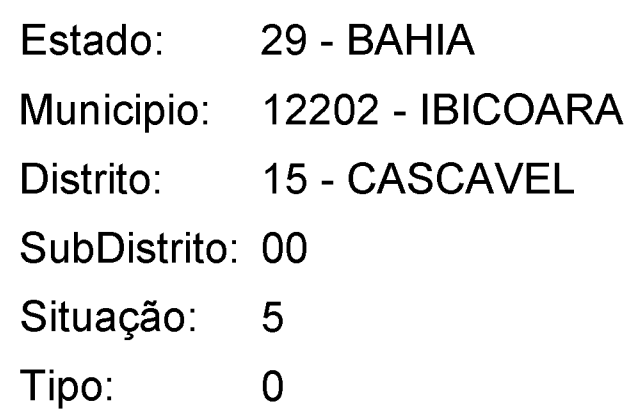 Estado: 29 - BAHIA
Municipio: 12202 - IBICOARA
Distrito: 15 - CASCAVEL
SubDistrito: 00
Situação: 5
Tipo: 0